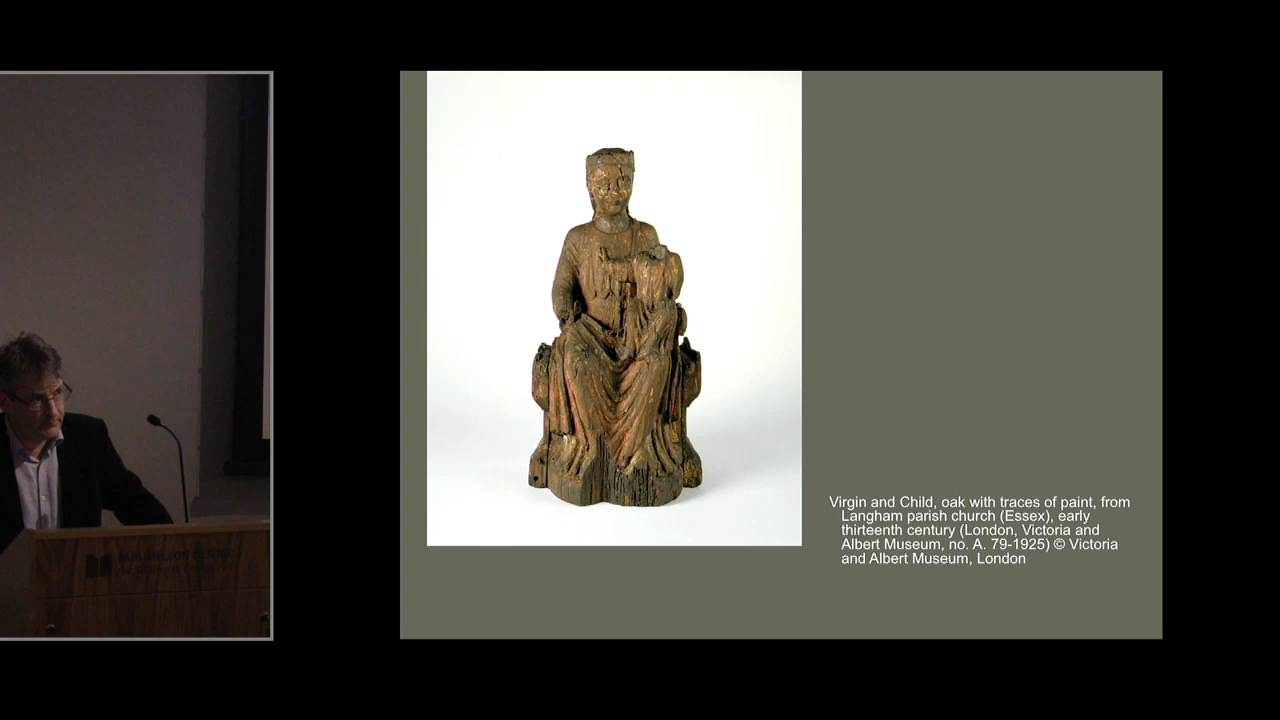 Virgin and Child, oak with traces of paint, from
Langham parish church (Essex), early
thirteenth century (London, Victoria and
Albert Museum, no. A. 79-1925) © Victoria
and Albert Museum, London